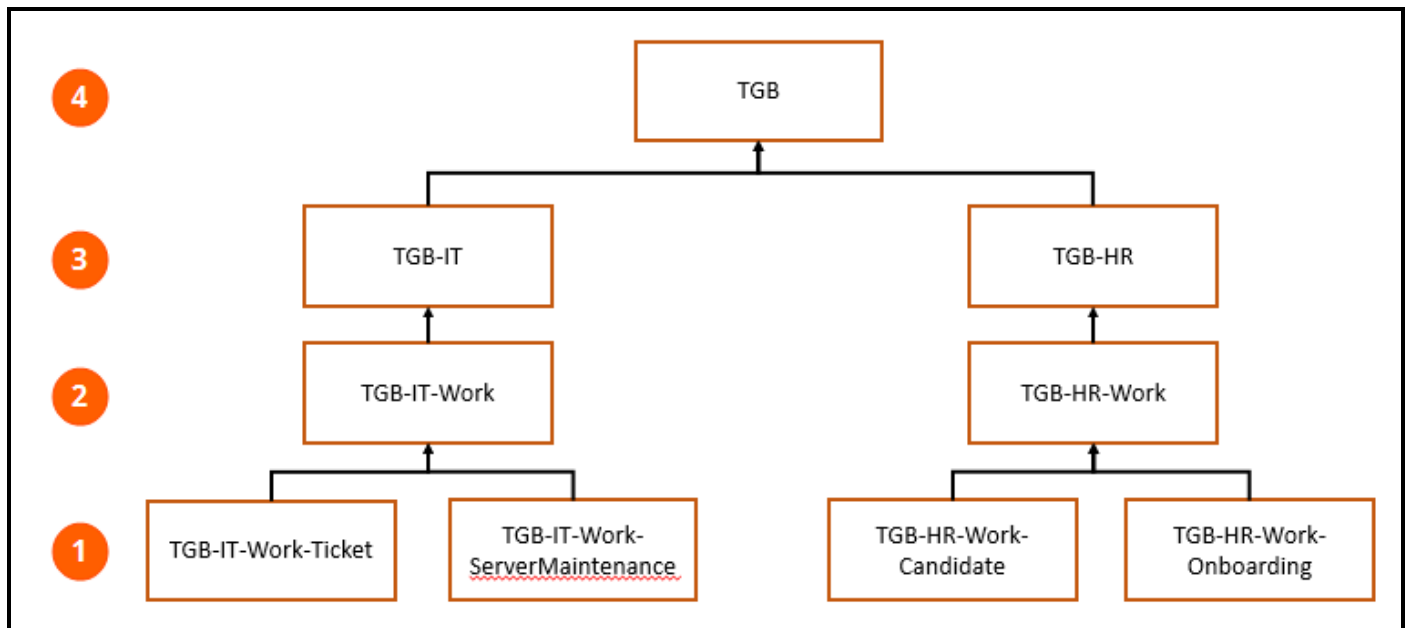 4
TGB
3
TGB-IT
TGB-HR
2
TGB-IT-Work
TGB-HR-Work
1
TGB-IT-Work-Ticket
TGB-IT-Work-
ServerMaintenance
TGB-HR-Work-
Candidate
TGB-HR-Work-
Onboarding